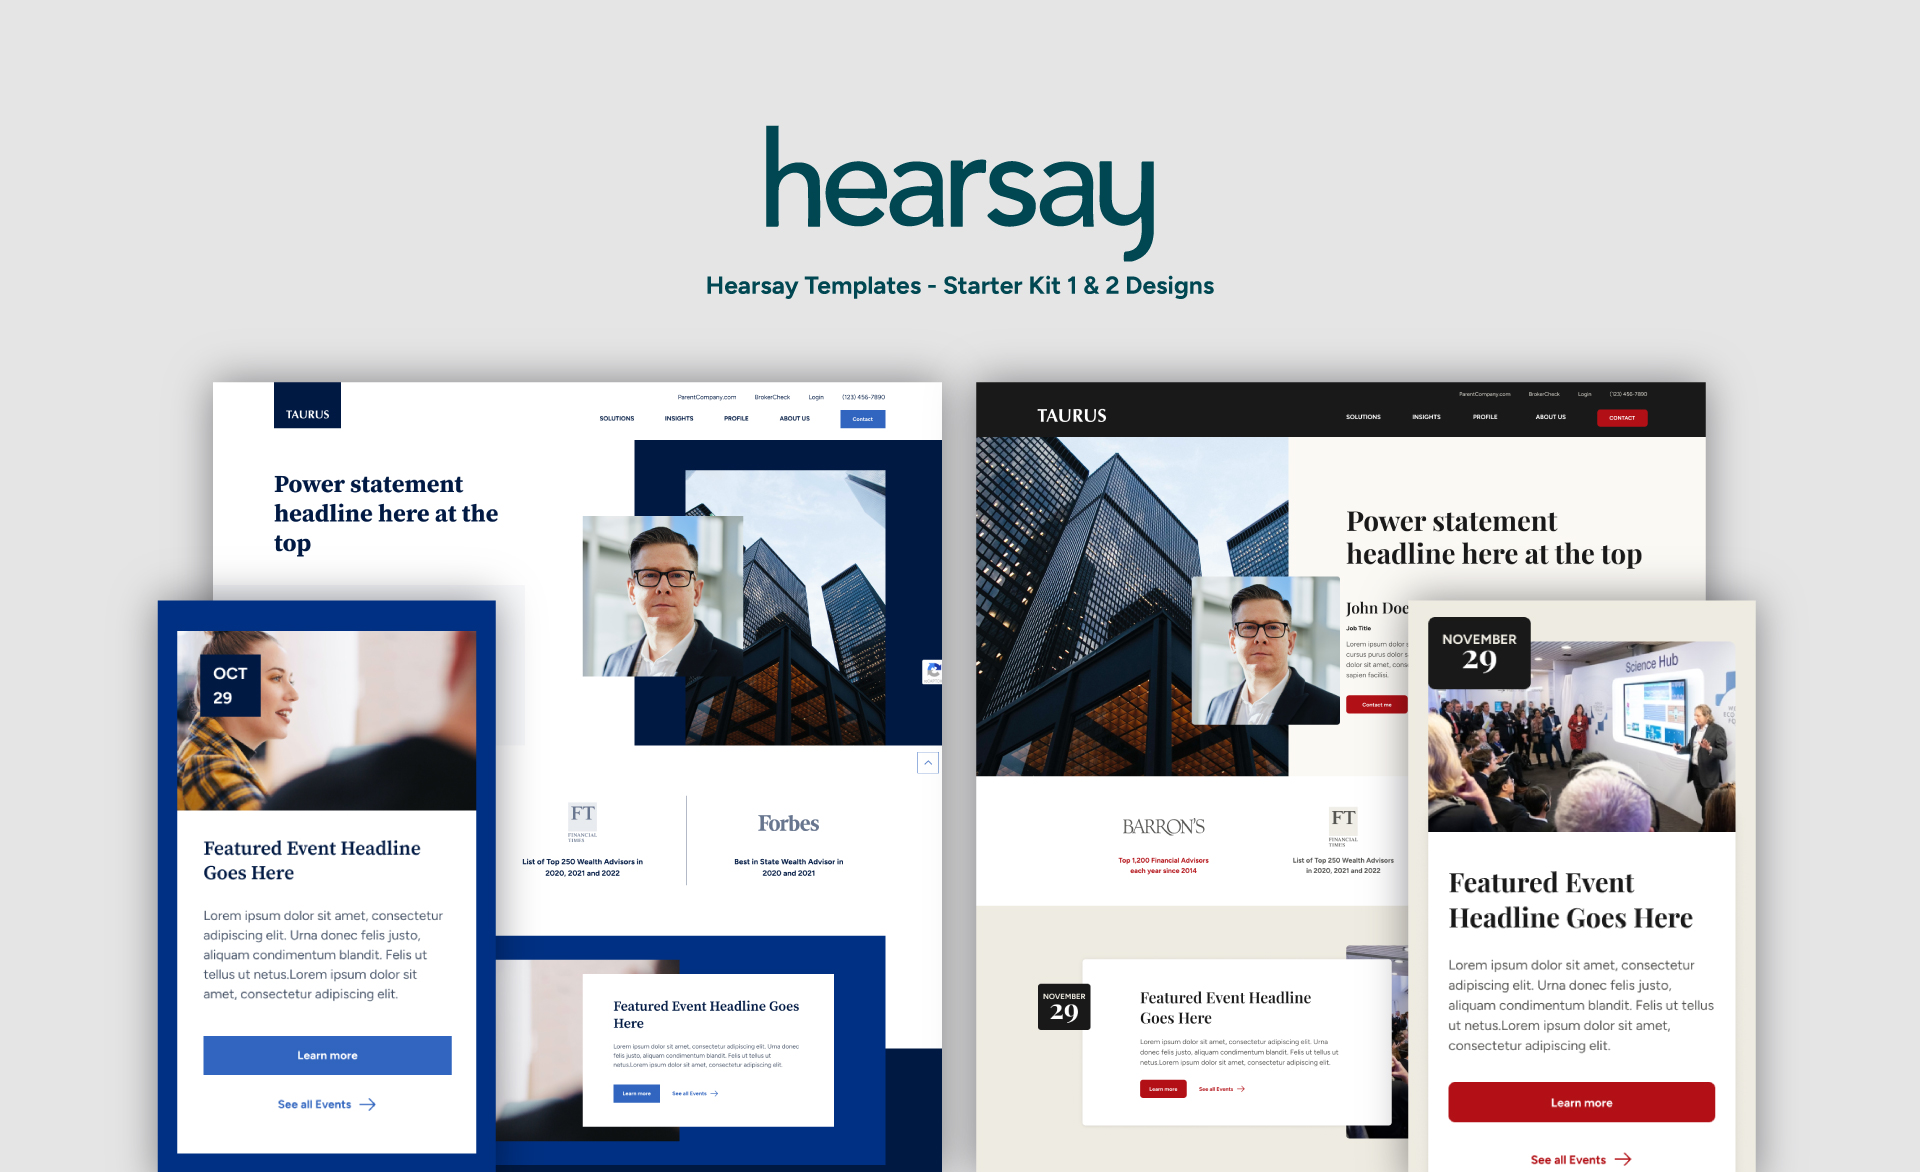 hearsay
Hearsay Templates - Starter Kit 1 & 2 Designs
TAURUS
ParentCompany.com BrokerCheck Login (123) 456-7890
SOLUTIONS INSIGHTS PROFILE ABOUT US Contact
Power statement
headline here at the
top
FT
FINANCIAL
TIMES
List of Top 250 Wealth Advisors in
2020, 2021 and 2022
Forbes
Best in State Wealth Advisor in
2020 and 2021
Featured Event Headline Goes
Here
Lorem ipsum dolor sit amet, consectetur adipiscing elit. Urna donec
felis justo, aliquam condimentum blandit. Felis ut tellus ut
netus.Lorem ipsum dolor sit amet, consectetur adipiscing elit.
Learn more See all Events
OCT
29
Featured Event Headline
Goes Here
Lorem ipsum dolor sit amet, consectetur
adipiscing elit. Urna donec felis justo,
aliquam condimentum blandit. Felis ut
tellus ut netus.Lorem ipsum dolor sit
amet, consectetur adipiscing elit.
Learn more
See all Events
TAURUS
ParentCompany.com BrokerCheck Login (123) 456-7890
SOLUTIONS INSIGHTS PROFILE ABOUT US CONTACT
Power statement
headline here at the top
John Doe
Job Title
Lorem ipsum dolor s
cursus purus dolor s
dolor sit amet, cons
sapien facilisi.
Contact me
BARRON'S
Top 1,200 Financial Advisors
each year since 2014
FT
FINANCIAL
TIMES
List of Top 250 Wealth Advisors
in 2020, 2021 and 2022
NOVEMBER
29
Featured Event Headline
Goes Here
Lorem ipsum dolor sit amet, consectetur adipiscing elit. Urna
donec felis justo, aliquam condimentum blandit. Felis ut tellus ut
netus.Lorem ipsum dolor sit amet, consectetur adipiscing elit.
Learn more See all Events
NOVEMBER
29
Science Hub
Featured Event
Headline Goes Here
Lorem ipsum dolor sit amet, consectetur
adipiscing elit. Urna donec felis justo,
aliquam condimentum blandit. Felis ut tellus
ut netus.Lorem ipsum dolor sit amet,
consectetur adipiscing elit.
Learn more
See all Events